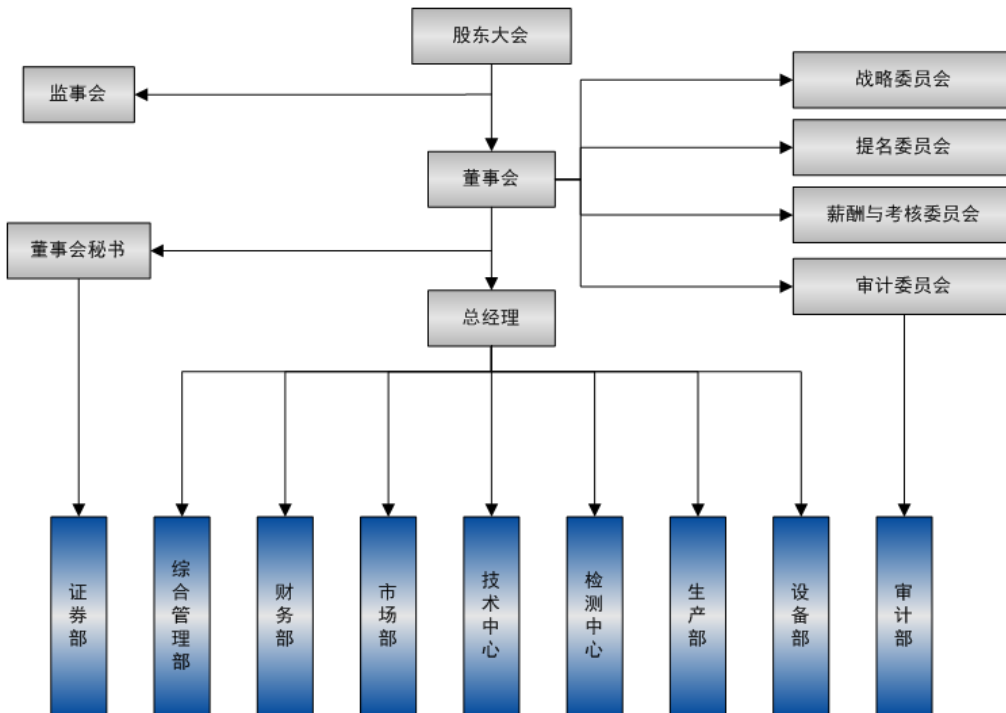 股东大会
监事会
战略委员会
提名委员会
董事会
薪酬与考核委员会
董事会秘书
审计委员会
总经理
证券部
综合管理部
财务部
市场部
技术中心
检测中心
生产部
设备部
审计部